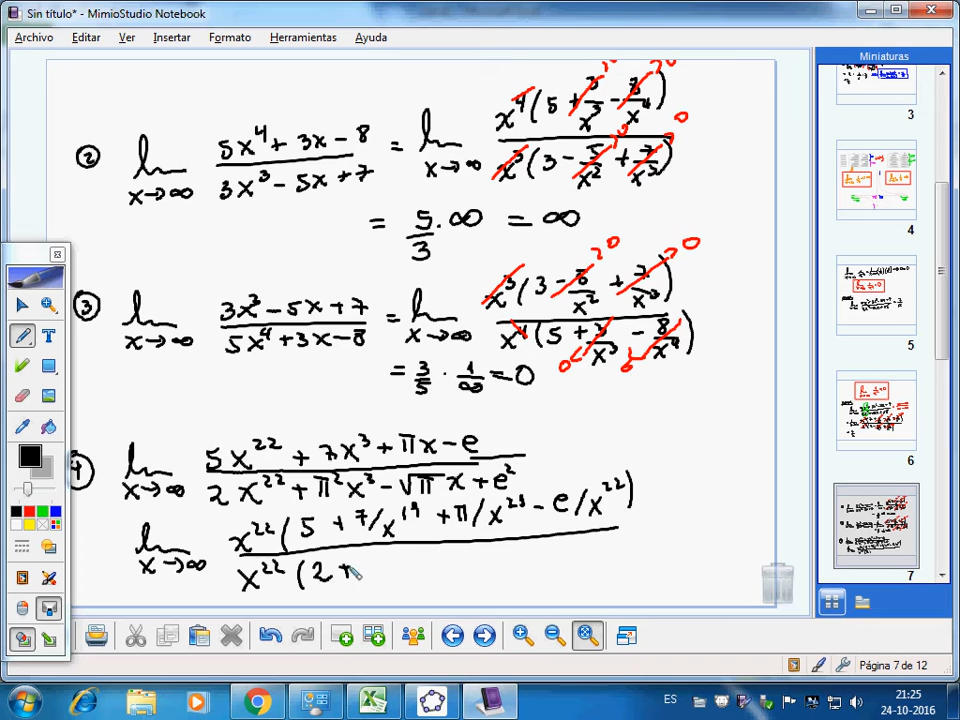 Sin título* - MimioStudio Notebook
Archivo Editar Ver Insertar Formato Herramientas Ayuda
Miniaturas
② lim x→∞ (5x⁴ + 3x − 8)/(3x³ − 5x + 7) = lim x→∞ x⁴(5 + 3/x³ − 8/x⁴)/x³(3 − 5/x² + 7/x³)
= 5/3 · ∞ = ∞
③ lim x→∞ (3x³ − 5x + 7)/(5x⁴ + 3x − 8) = lim x→∞ x³(3 − 5/x² + 7/x³)/x⁴(5 + 3/x³ − 8/x⁴)
= 3/5 · 1/∞ = 0
4 lim x→∞ (5x²² + 7x³ + πx − e)/(2x²² + π²x³ − √π x + e²)
lim x→∞ x²²(5 + 7/x¹⁹ + π/x²¹ − e/x²²)/x²²(2 +
3
4
5
6
7
Página 7 de 12
ES
21:25
24-10-2016